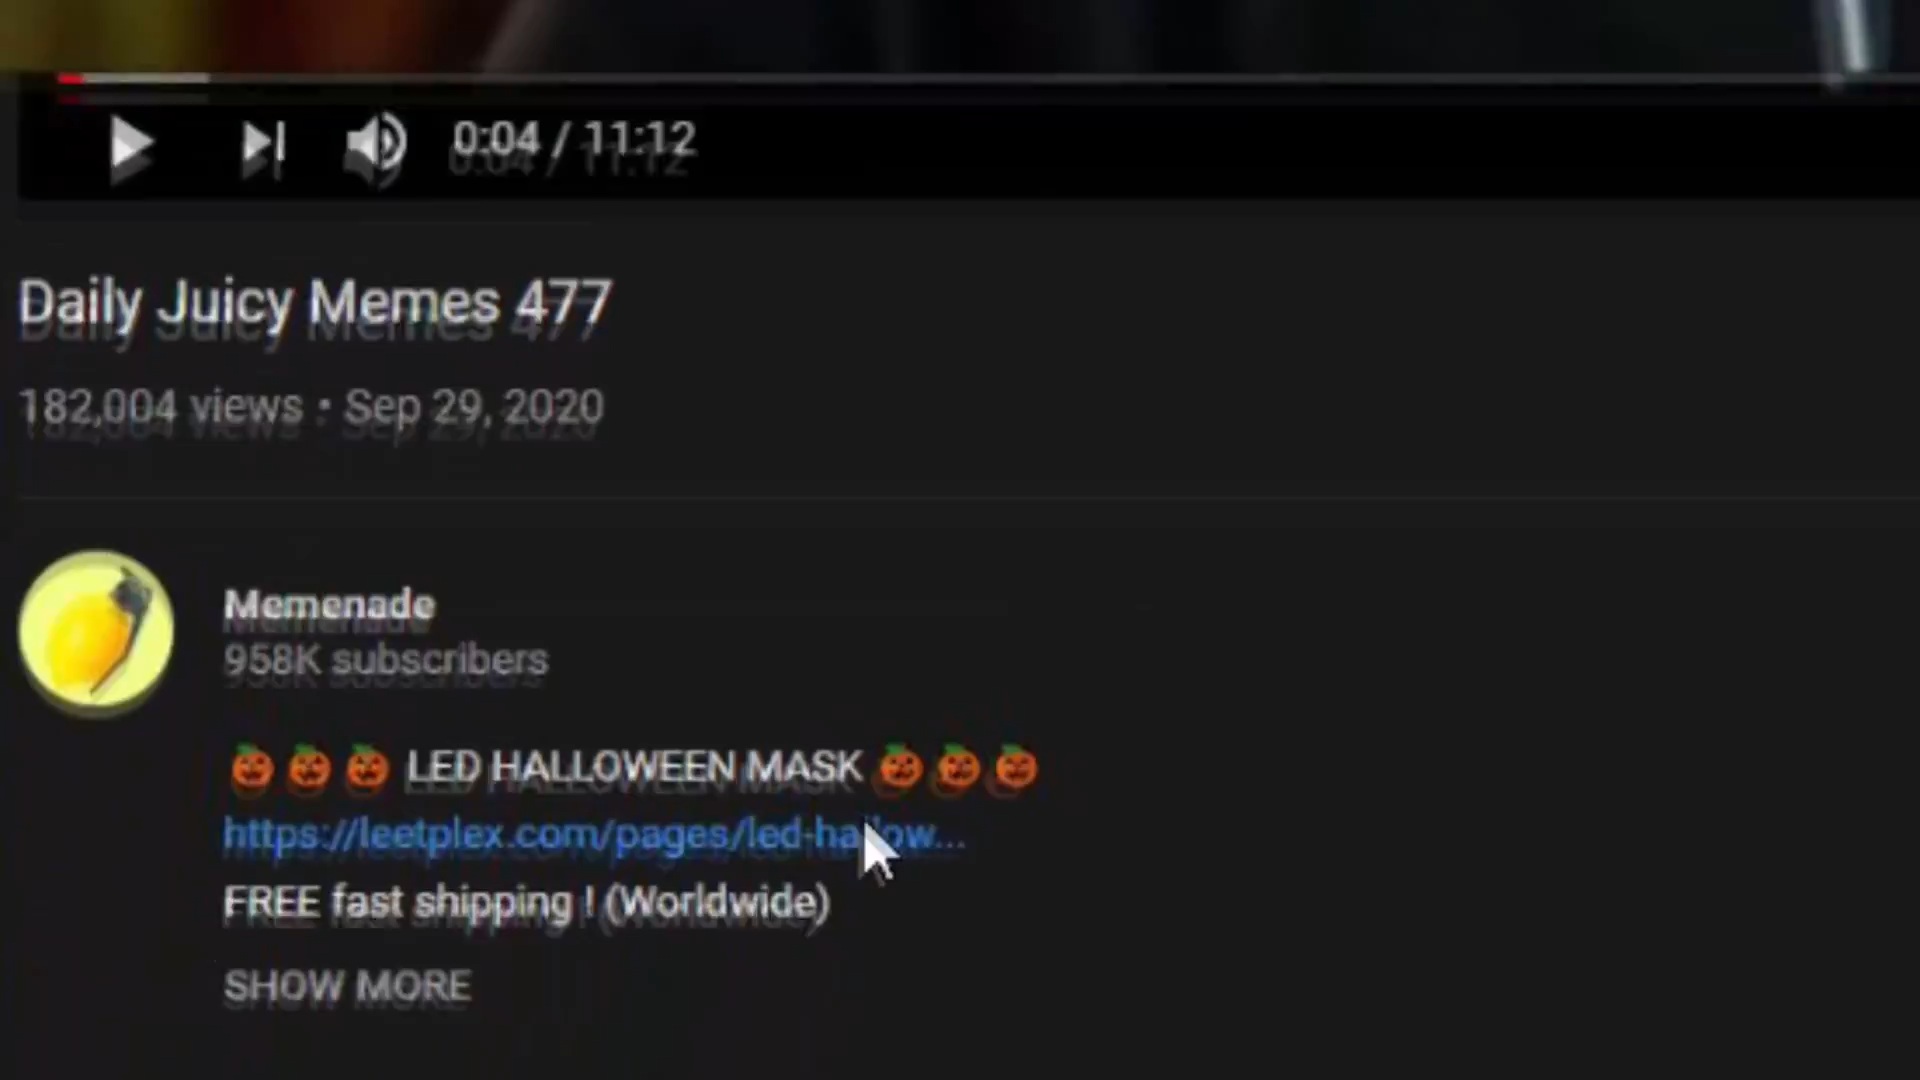 0:04 / 11:12
Daily Juicy Memes 477
182,004 views • Sep 29, 2020
Memenade
958K subscribers
🎃 🎃 🎃 LED HALLOWEEN MASK 🎃 🎃 🎃
https://leetplex.com/pages/led-hallow...
FREE fast shipping ! (Worldwide)
SHOW MORE